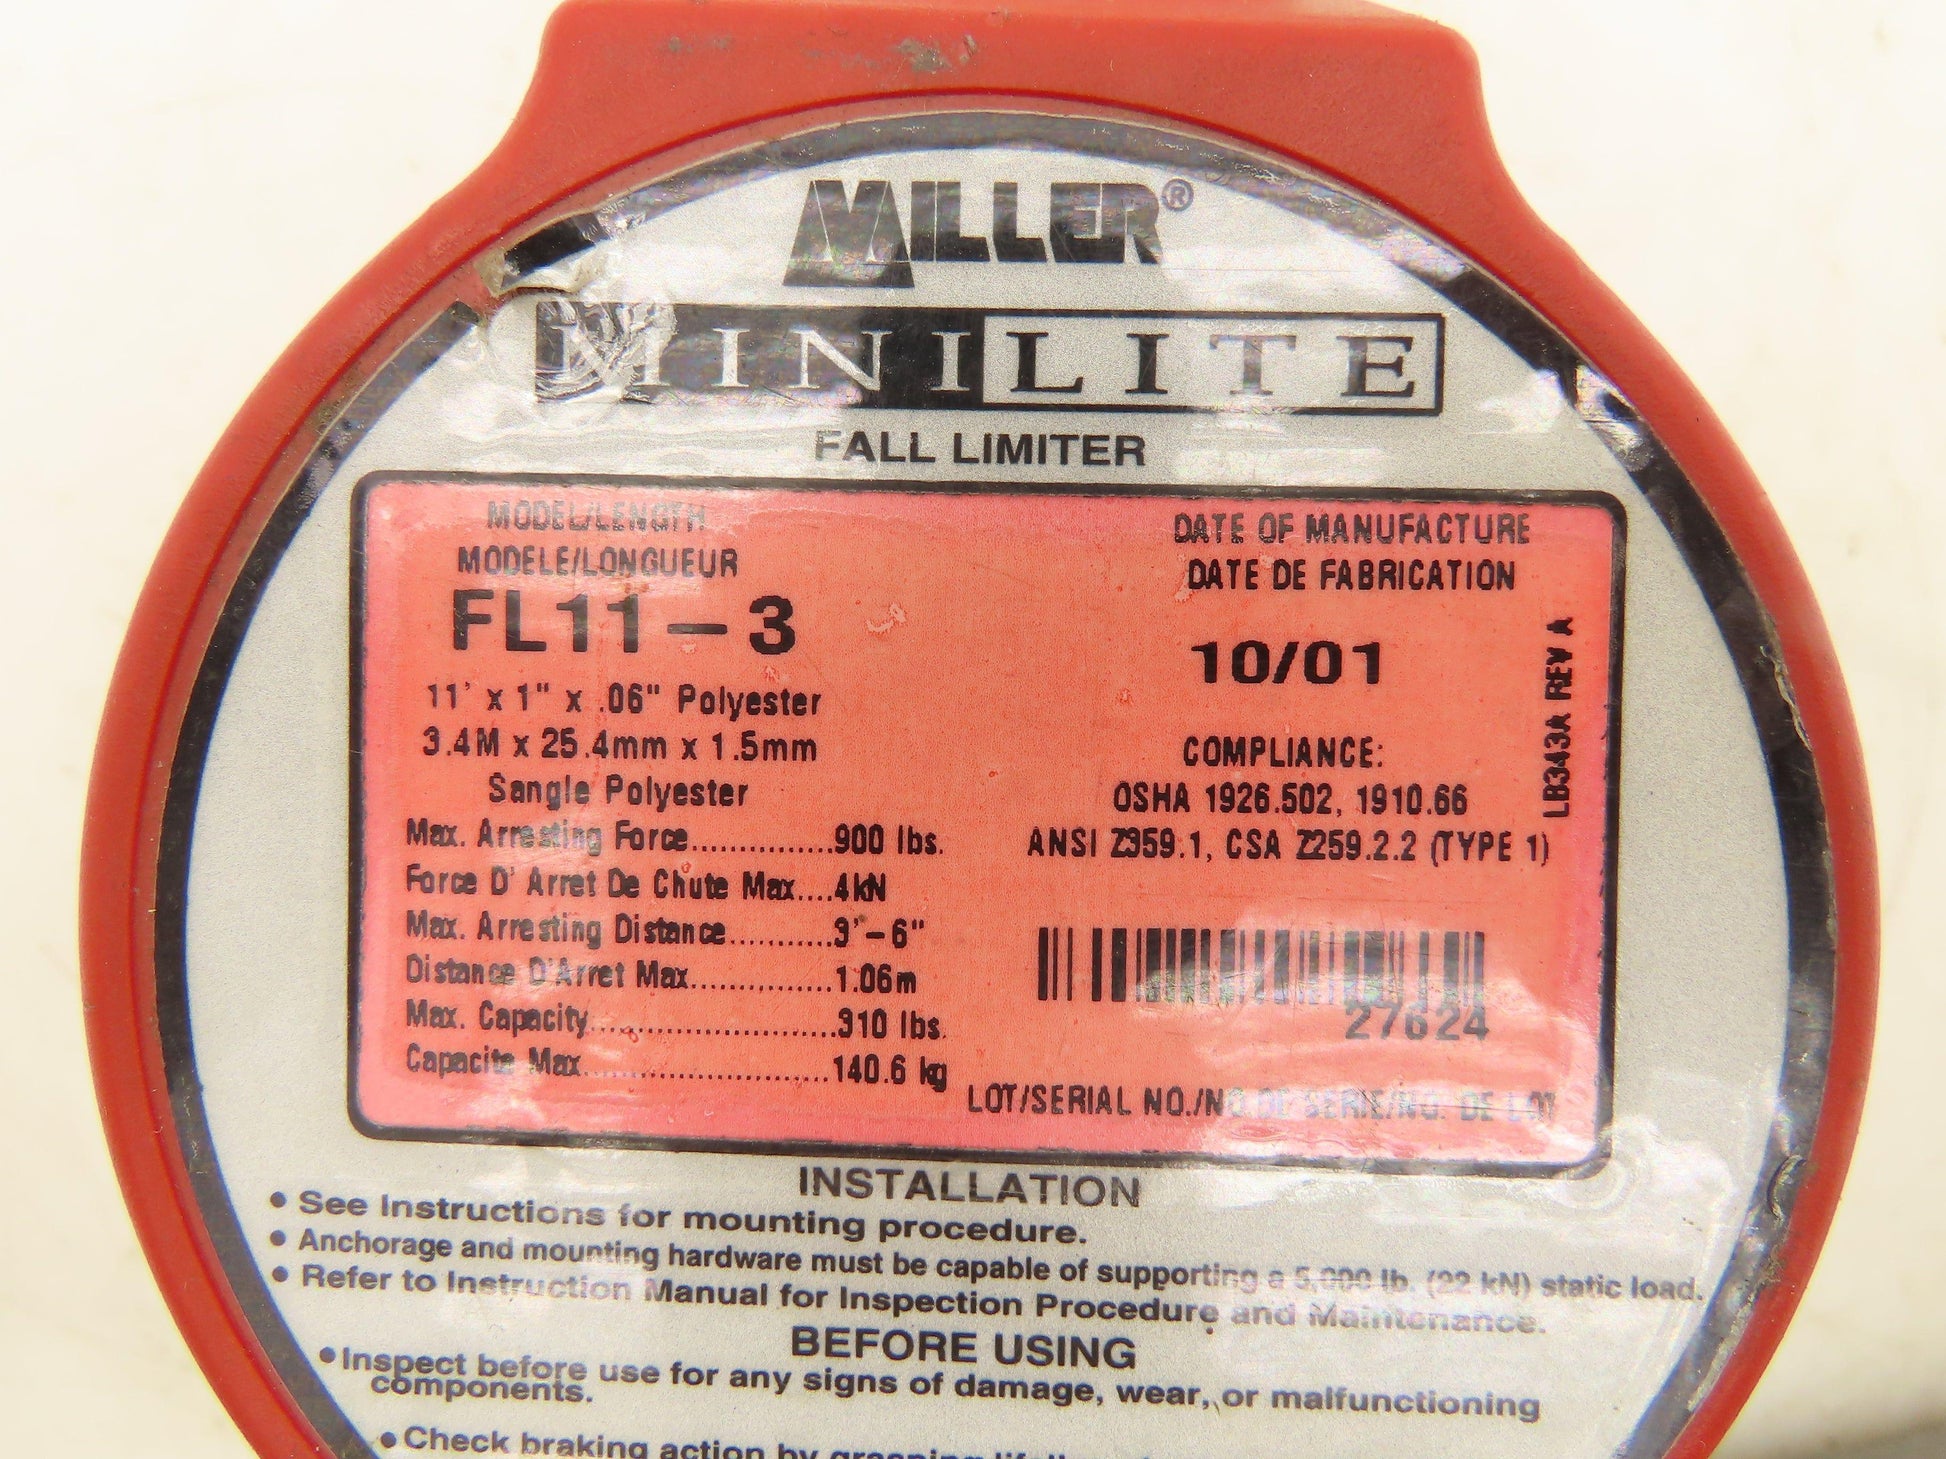 MILLER®
MINILITE
FALL LIMITER
MODEL/LENGTH
MODELE/LONGUEUR
FL11-3
11' x 1" x .06" Polyester
3.4M x 25.4mm x 1.5mm
Sangle Polyester
Max. Arresting Force...............900 lbs.
Force D' Arret De Chute Max....4kN
Max. Arresting Distance...........3'-6"
Distance D'Arret Max...............1.06m
Max. Capacity..........................310 lbs.
Capacite Max..........................140.6 kg
DATE OF MANUFACTURE
DATE DE FABRICATION
10/01
COMPLIANCE:
OSHA 1926.502, 1910.66
ANSI Z359.1, CSA Z259.2.2 (TYPE 1)
LB343A REV A
27624
LOT/SERIAL NO./NO. DE SERIE/NO. DE LOT
INSTALLATION
• See Instructions for mounting procedure.
• Anchorage and mounting hardware must be capable of supporting a 5,000 lb. (22 kN) static load.
• Refer to Instruction Manual for Inspection Procedure and Maintenance.
BEFORE USING
• Inspect before use for any signs of damage, wear, or malfunctioning
components.
• Check braking action by grasping